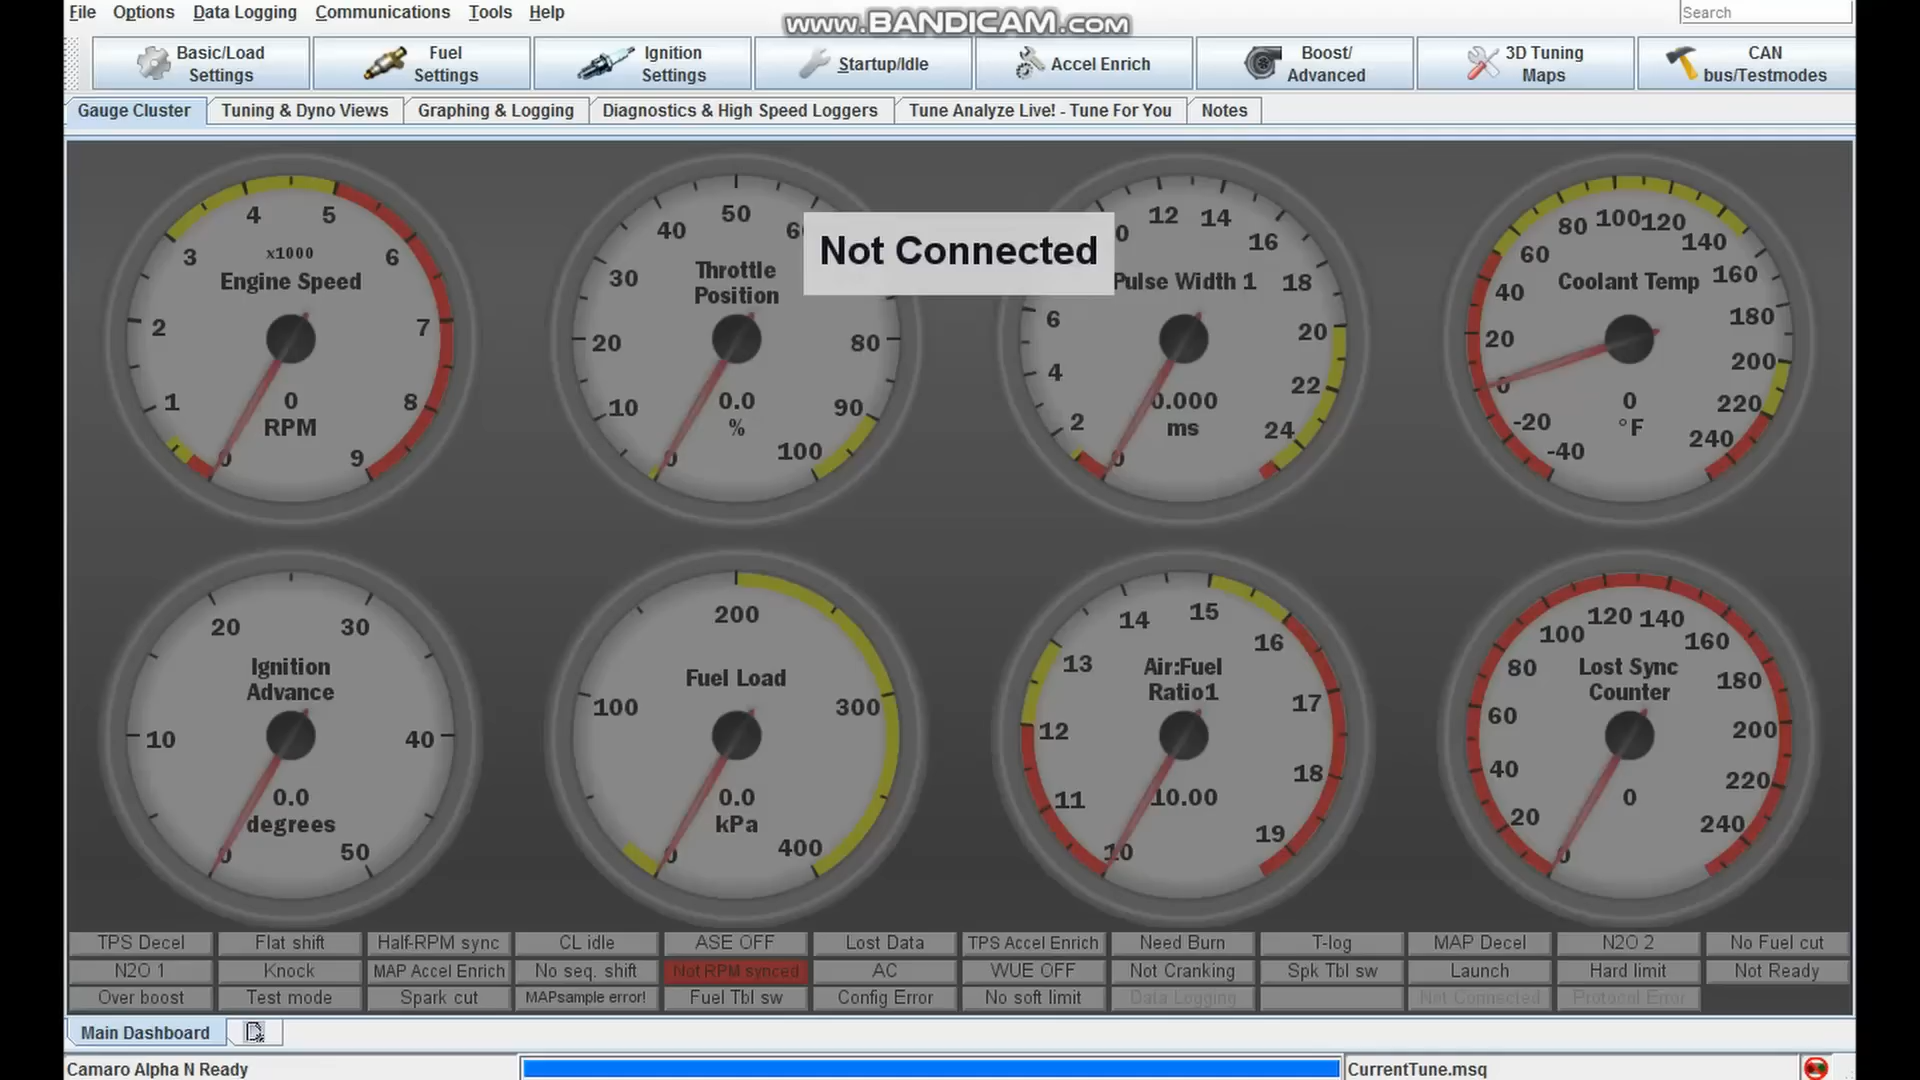 File Options Data Logging Communications Tools Help
www.BANDICAM.com
Search
Basic/Load
Settings
Fuel
Settings
Ignition
Settings
Startup/Idle
Accel Enrich
Boost/
Advanced
3D Tuning
Maps
CAN
bus/Testmodes
Gauge Cluster
Tuning & Dyno Views
Graphing & Logging
Diagnostics & High Speed Loggers
Tune Analyze Live! - Tune For You
Notes
Not Connected
0 1 2 3 4 5 6 7 8 9
x1000
Engine Speed
0
RPM
0 10 20 30 40 50 80 90 100
Throttle
Position
0.0
%
0 2 4 6 12 14 16 18 20 22 24
Pulse Width 1
0.000
ms
-40 -20 0 20 40 60 80 100 120 140 160 180 200 220 240
Coolant Temp
0
°F
0 10 20 30 40 50
Ignition
Advance
0.0
degrees
0 100 200 300 400
Fuel Load
0.0
kPa
10 11 12 13 14 15 16 17 18 19
Air:Fuel
Ratio1
10.00
0 20 40 60 80 100 120 140 160 180 200 220 240
Lost Sync
Counter
0
TPS Decel Flat shift Half-RPM sync CL idle ASE OFF Lost Data TPS Accel Enrich Need Burn T-log MAP Decel N2O 2 No Fuel cut
N2O 1 Knock MAP Accel Enrich No seq. shift Not RPM synced AC WUE OFF Not Cranking Spk Tbl sw Launch Hard limit Not Ready
Over boost Test mode Spark cut MAPsample error! Fuel Tbl sw Config Error No soft limit Data Logging Not Connected Protocol Error
Main Dashboard
Camaro Alpha N Ready
CurrentTune.msq